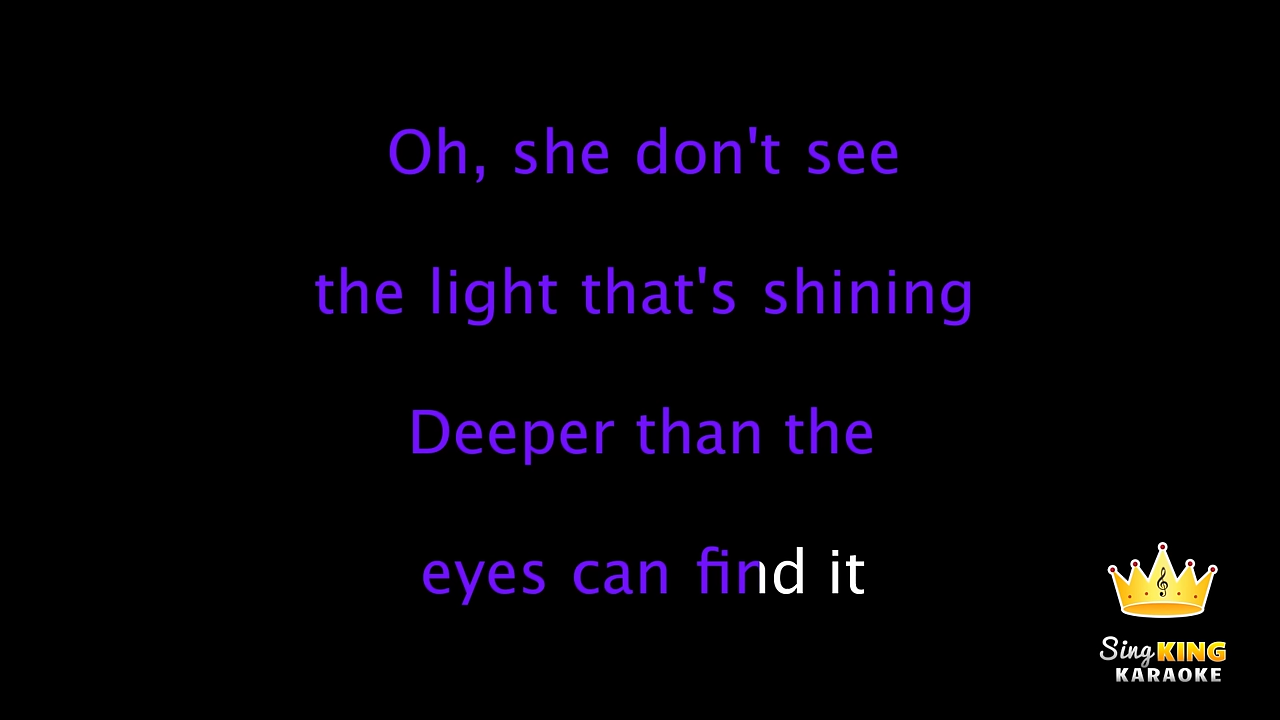 Oh, she don't see
the light that's shining
Deeper than the
eyes can find it
Sing KING
KARAOKE